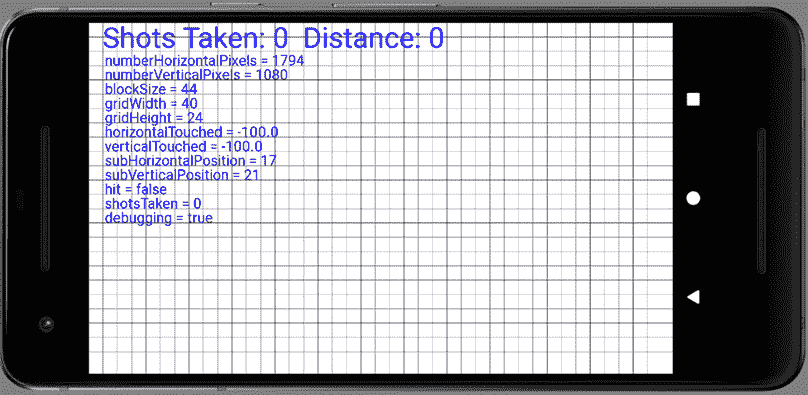 Shots Taken: 0 Distance: 0
numberHorizontalPixels = 1794
numberVerticalPixels = 1080
blockSize = 44
gridWidth = 40
gridHeight = 24
horizontalTouched = -100.0
verticalTouched = -100.0
subHorizontalPosition = 17
subVerticalPosition = 21
hit = false
shotsTaken = 0
debugging = true